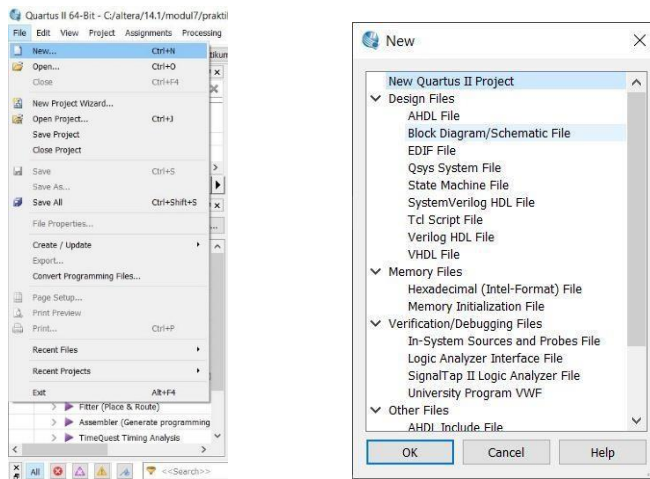 Quartus II 64-Bit - C:/altera/14.1/modul7/prakti
File Edit View Project Assignments Processing
New... Ctrl+N
Open... Ctrl+O
Close Ctrl+F4
New Project Wizard...
Open Project... Ctrl+J
Save Project
Close Project
Save Ctrl+S
Save As...
Save All Ctrl+Shift+S
File Properties...
Create / Update
Export...
Convert Programming Files...
Page Setup...
Print Preview
Print... Ctrl+P
Recent Files
Recent Projects
Exit Alt+F4
Fitter (Place & Route)
Assembler (Generate programming
TimeQuest Timing Analysis
All <<Search>>
New
New Quartus II Project
Design Files
AHDL File
Block Diagram/Schematic File
EDIF File
Qsys System File
State Machine File
SystemVerilog HDL File
Tcl Script File
Verilog HDL File
VHDL File
Memory Files
Hexadecimal (Intel-Format) File
Memory Initialization File
Verification/Debugging Files
In-System Sources and Probes File
Logic Analyzer Interface File
SignalTap II Logic Analyzer File
University Program VWF
Other Files
AHDL Include File
OK Cancel Help